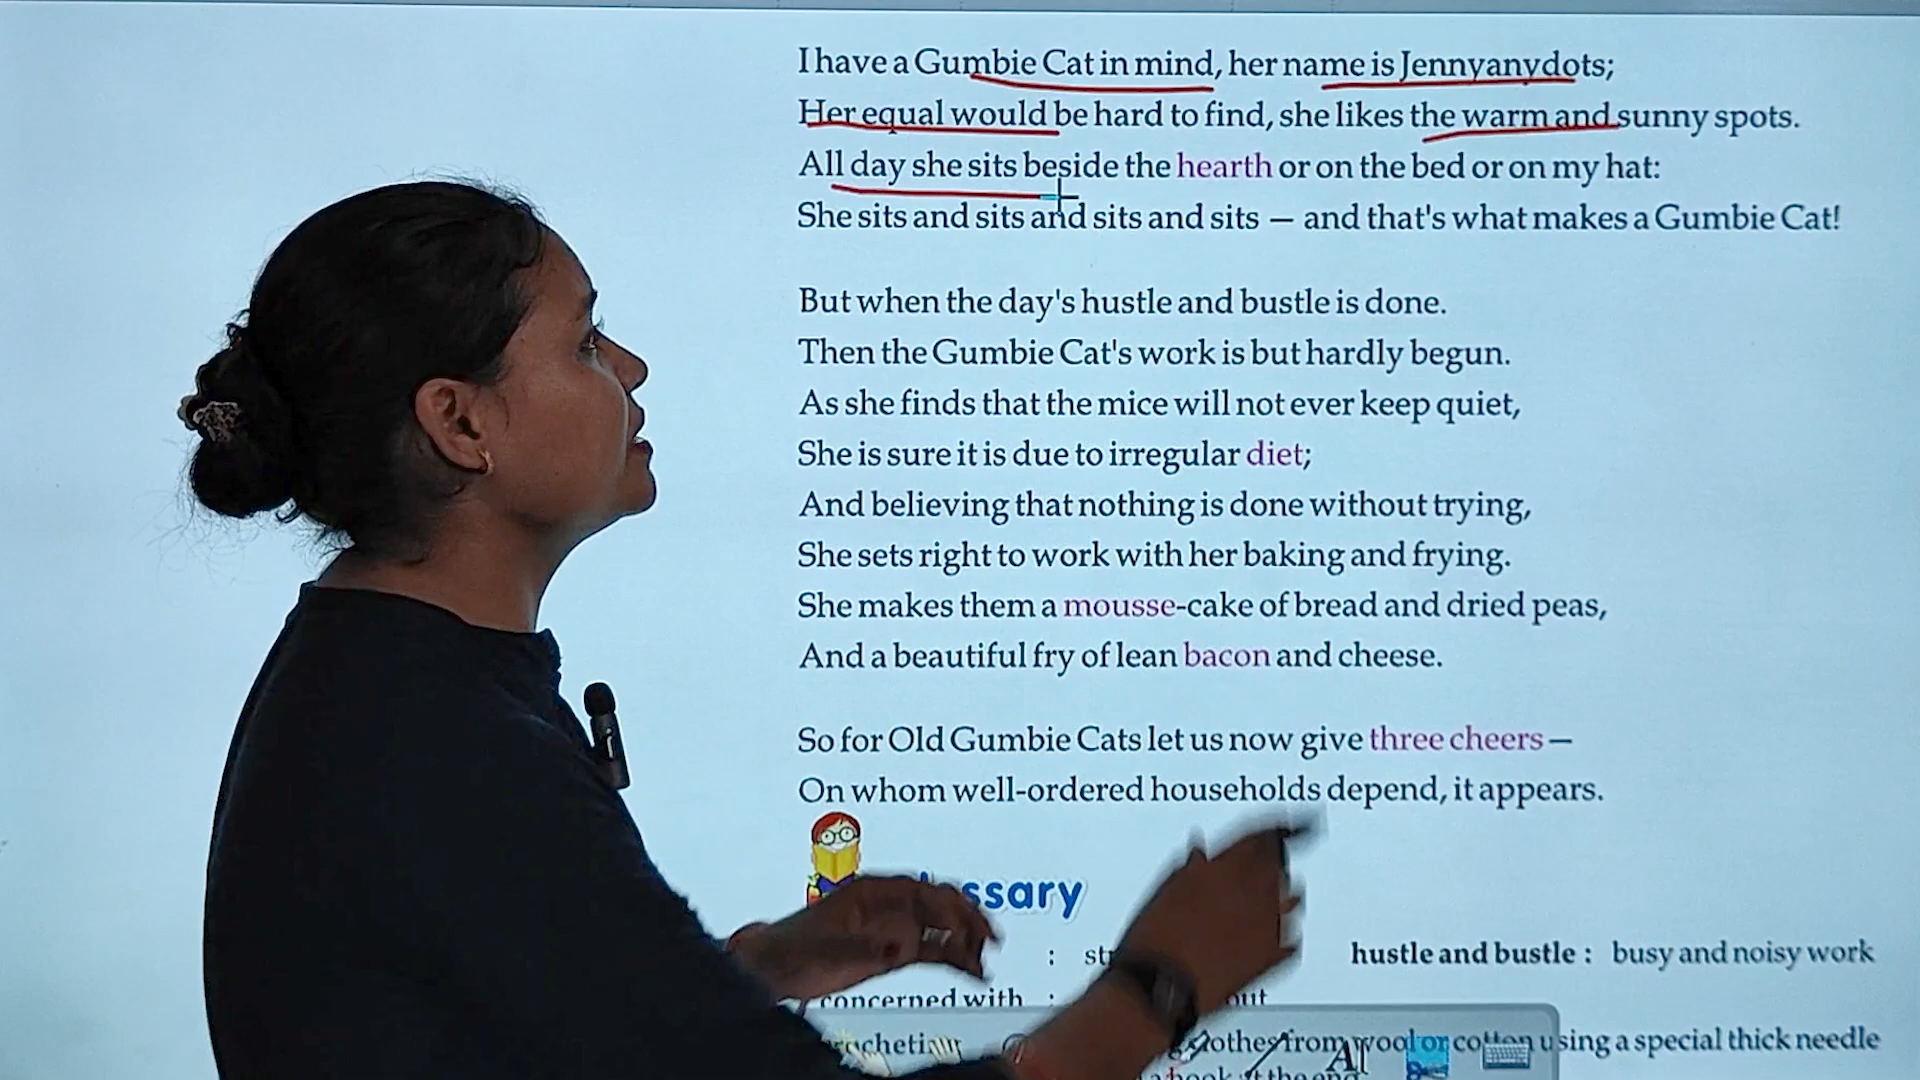 I have a Gumbie Cat in mind, her name is Jennyanydots;
Her equal would be hard to find, she likes the warm and sunny spots.
All day she sits beside the hearth or on the bed or on my hat:
She sits and sits and sits and sits — and that's what makes a Gumbie Cat!
But when the day's hustle and bustle is done.
Then the Gumbie Cat's work is but hardly begun.
As she finds that the mice will not ever keep quiet,
She is sure it is due to irregular diet;
And believing that nothing is done without trying,
She sets right to work with her baking and frying.
She makes them a mousse-cake of bread and dried peas,
And a beautiful fry of lean bacon and cheese.
So for Old Gumbie Cats let us now give three cheers —
On whom well-ordered households depend, it appears.
: hustle and bustle : busy and noisy work
concerned with :
clothes from wool or cotton using a special thick needle